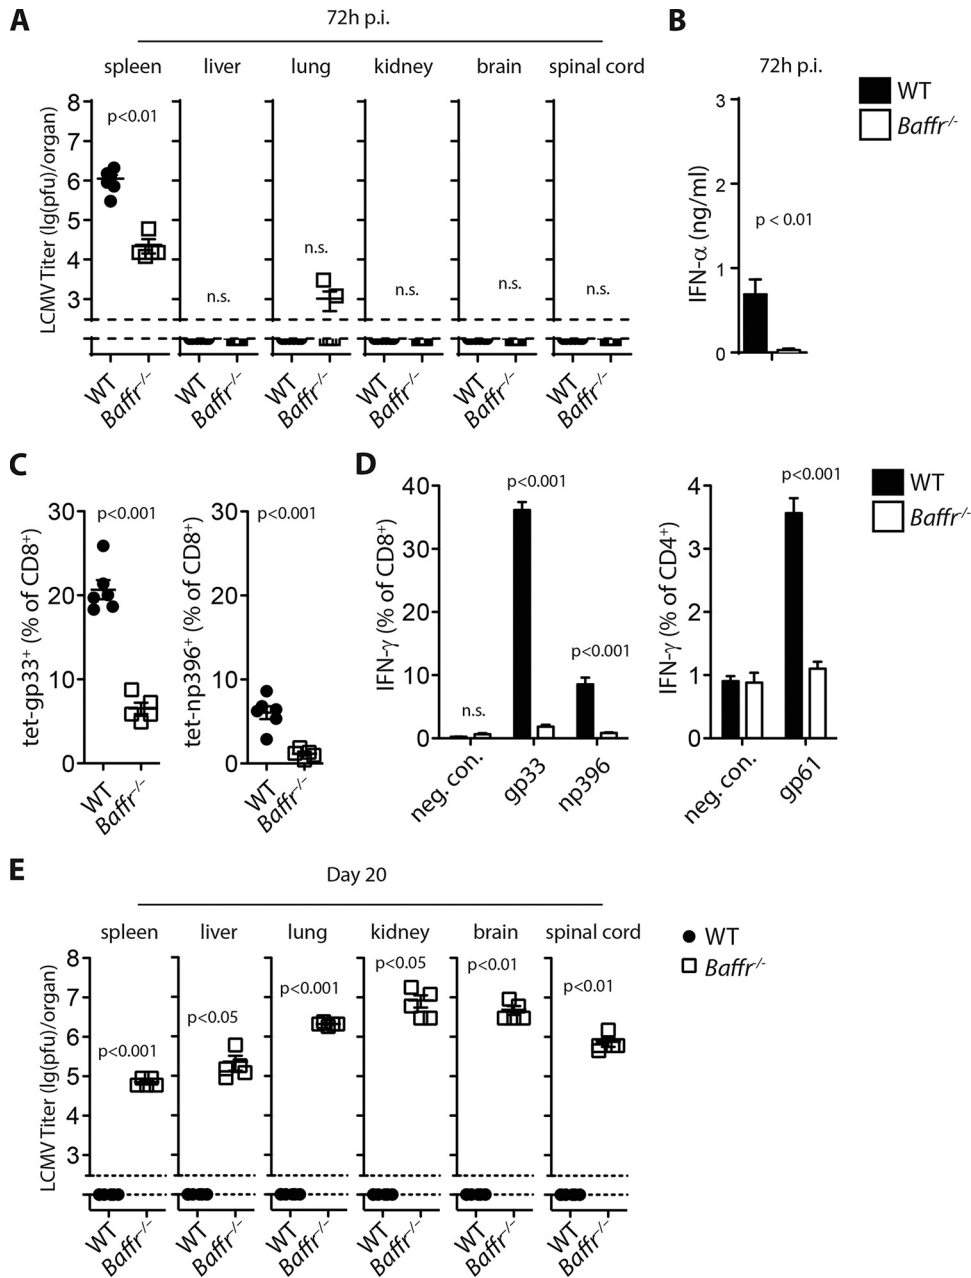 A
72h p.i.
spleen liver lung kidney brain spinal cord
LCMV Titer (lg(pfu)/organ)
8
7
6
5
4
3
p<0.01
n.s.
n.s.
n.s.
n.s.
n.s.
WT Baffr-/- WT Baffr-/- WT Baffr-/- WT Baffr-/- WT Baffr-/- WT Baffr-/-
B
72h p.i.
WT
Baffr-/-
IFN-α (ng/ml)
3
2
1
0
p < 0.01
C
tet-gp33+ (% of CD8+)
30
20
10
0
p<0.001
WT Baffr-/-
tet-np396+ (% of CD8+)
30
20
10
0
p<0.001
WT Baffr-/-
D
IFN-γ (% of CD8+)
40
30
20
10
0
p<0.001
p<0.001
n.s.
neg. con. gp33 np396
IFN-γ (% of CD4+)
4
3
2
1
0
p<0.001
neg. con. gp61
WT
Baffr-/-
E
Day 20
spleen liver lung kidney brain spinal cord
WT
Baffr-/-
LCMV Titer (lg(pfu)/organ)
8
7
6
5
4
3
p<0.001
p<0.05
p<0.001
p<0.05
p<0.01
p<0.01
WT Baffr-/- WT Baffr-/- WT Baffr-/- WT Baffr-/- WT Baffr-/- WT Baffr-/-